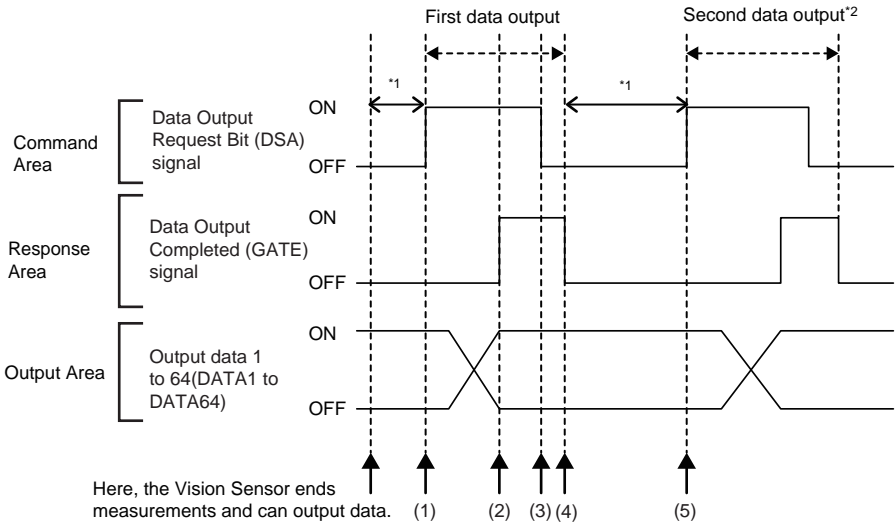 First data output
Second data output*2
*1
*1
Command
Area
Data Output
Request Bit (DSA)
signal
ON
OFF
Response
Area
Data Output
Completed (GATE)
signal
ON
OFF
Output Area
Output data 1
to 64(DATA1 to
DATA64)
ON
OFF
Here, the Vision Sensor ends
measurements and can output data.
(1)
(2)
(3)
(4)
(5)